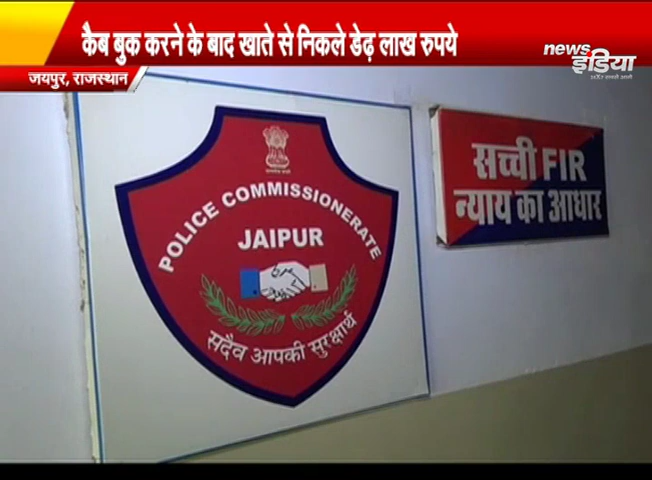 कैब बुक करने के बाद खाते से निकले डेढ़ लाख रुपये
news
इंडिया
जयपुर, राजस्थान
POLICE COMMISSIONERATE
JAIPUR
सदैव आपकी सुरक्षार्थ
सच्ची FIR
न्याय का आधार